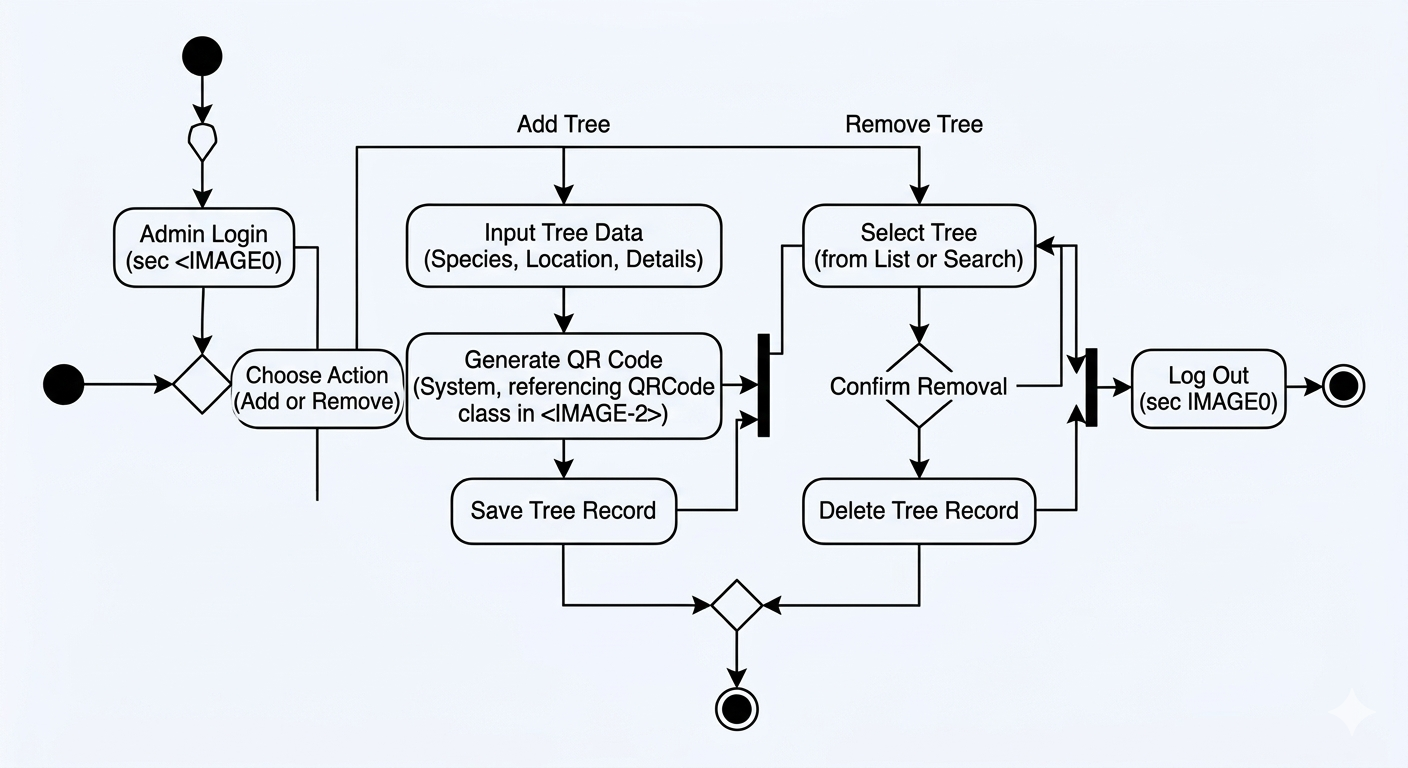 Add Tree
Remove Tree
Admin Login
(sec <IMAGE0)
Input Tree Data
(Species, Location, Details)
Select Tree
(from List or Search)
Choose Action
(Add or Remove)
Generate QR Code
(System, referencing QRCode
class in <IMAGE-2>)
Confirm Removal
Log Out
(sec IMAGE0)
Save Tree Record
Delete Tree Record